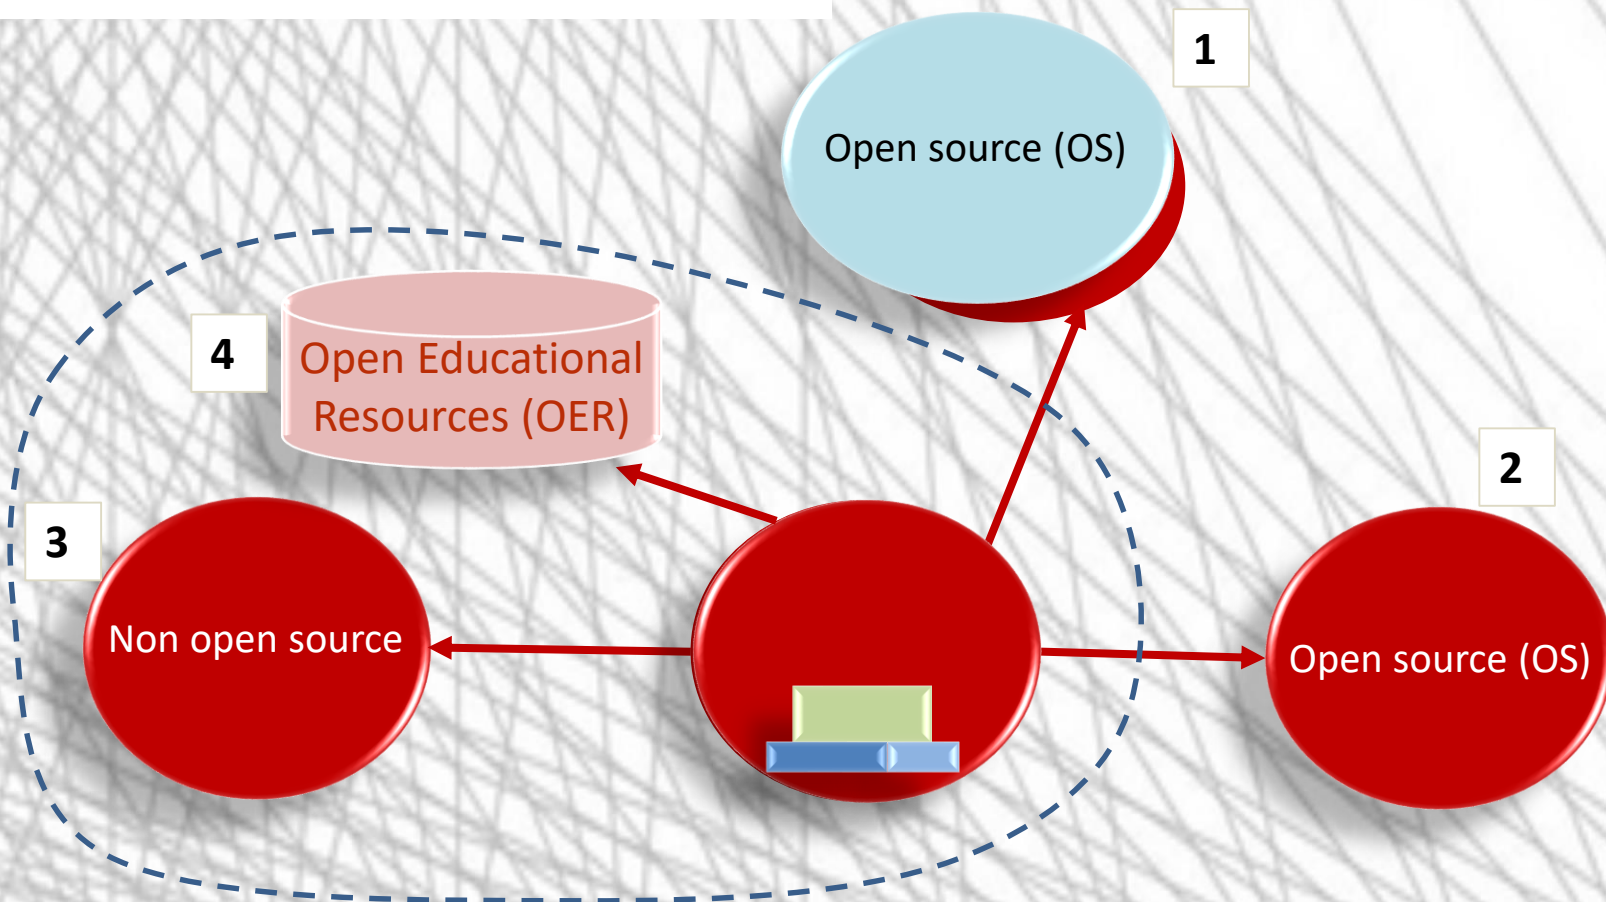 1
Open source (OS)
4
Open Educational
Resources (OER)
2
3
Non open source
Open source (OS)